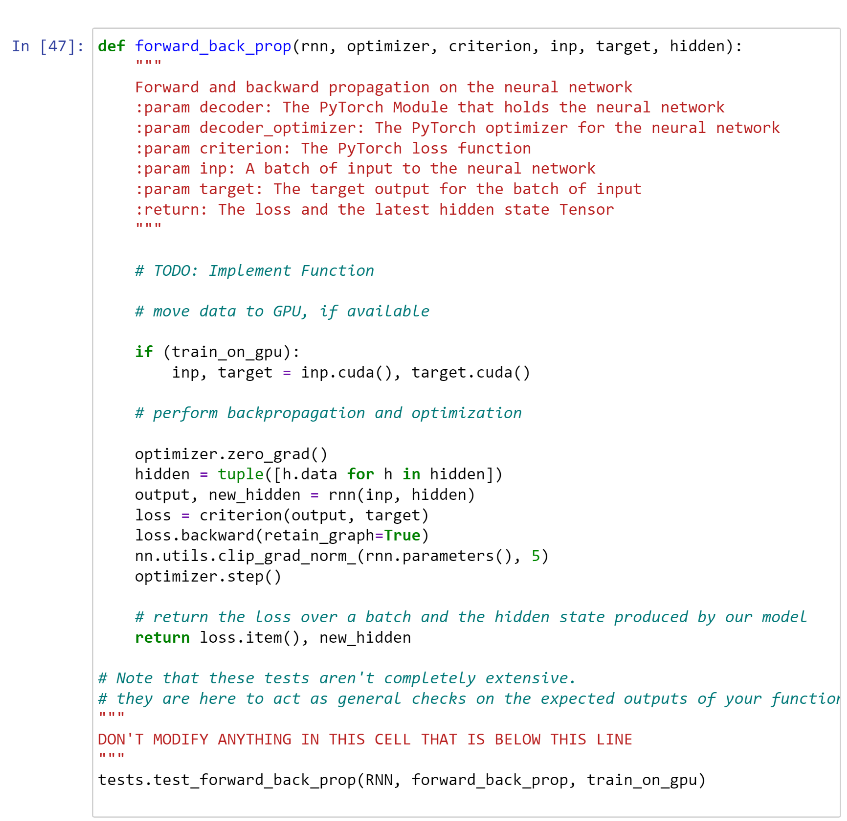 In [47]: def forward_back_prop(rnn, optimizer, criterion, inp, target, hidden):
    """
    Forward and backward propagation on the neural network
    :param decoder: The PyTorch Module that holds the neural network
    :param decoder_optimizer: The PyTorch optimizer for the neural network
    :param criterion: The PyTorch loss function
    :param inp: A batch of input to the neural network
    :param target: The target output for the batch of input
    :return: The loss and the latest hidden state Tensor
    """
    # TODO: Implement Function
    # move data to GPU, if available
    if (train_on_gpu):
        inp, target = inp.cuda(), target.cuda()
    # perform backpropagation and optimization
    optimizer.zero_grad()
    hidden = tuple([h.data for h in hidden])
    output, new_hidden = rnn(inp, hidden)
    loss = criterion(output, target)
    loss.backward(retain_graph=True)
    nn.utils.clip_grad_norm_(rnn.parameters(), 5)
    optimizer.step()
    # return the loss over a batch and the hidden state produced by our model
    return loss.item(), new_hidden
# Note that these tests aren't completely extensive.
# they are here to act as general checks on the expected outputs of your function
"""
DON'T MODIFY ANYTHING IN THIS CELL THAT IS BELOW THIS LINE
"""
tests.test_forward_back_prop(RNN, forward_back_prop, train_on_gpu)